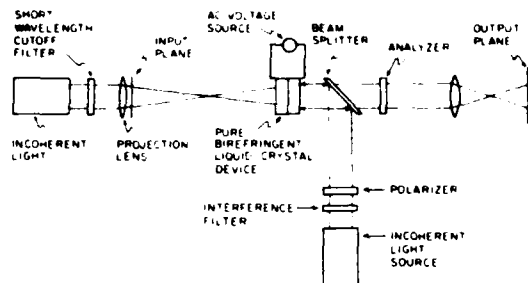 SHORT
WAVELENGTH
CUTOFF
FILTER
INPUT
PLANE
AC VOLTAGE
SOURCE
BEAM
SPLITTER
ANALYZER
OUTPUT
PLANE
INCOHERENT
LIGHT
PROJECTION
LENS
PURE
BIREFRINGENT
LIQUID-CRYSTAL
DEVICE
POLARIZER
INTERFERENCE
FILTER
INCOHERENT
LIGHT
SOURCE